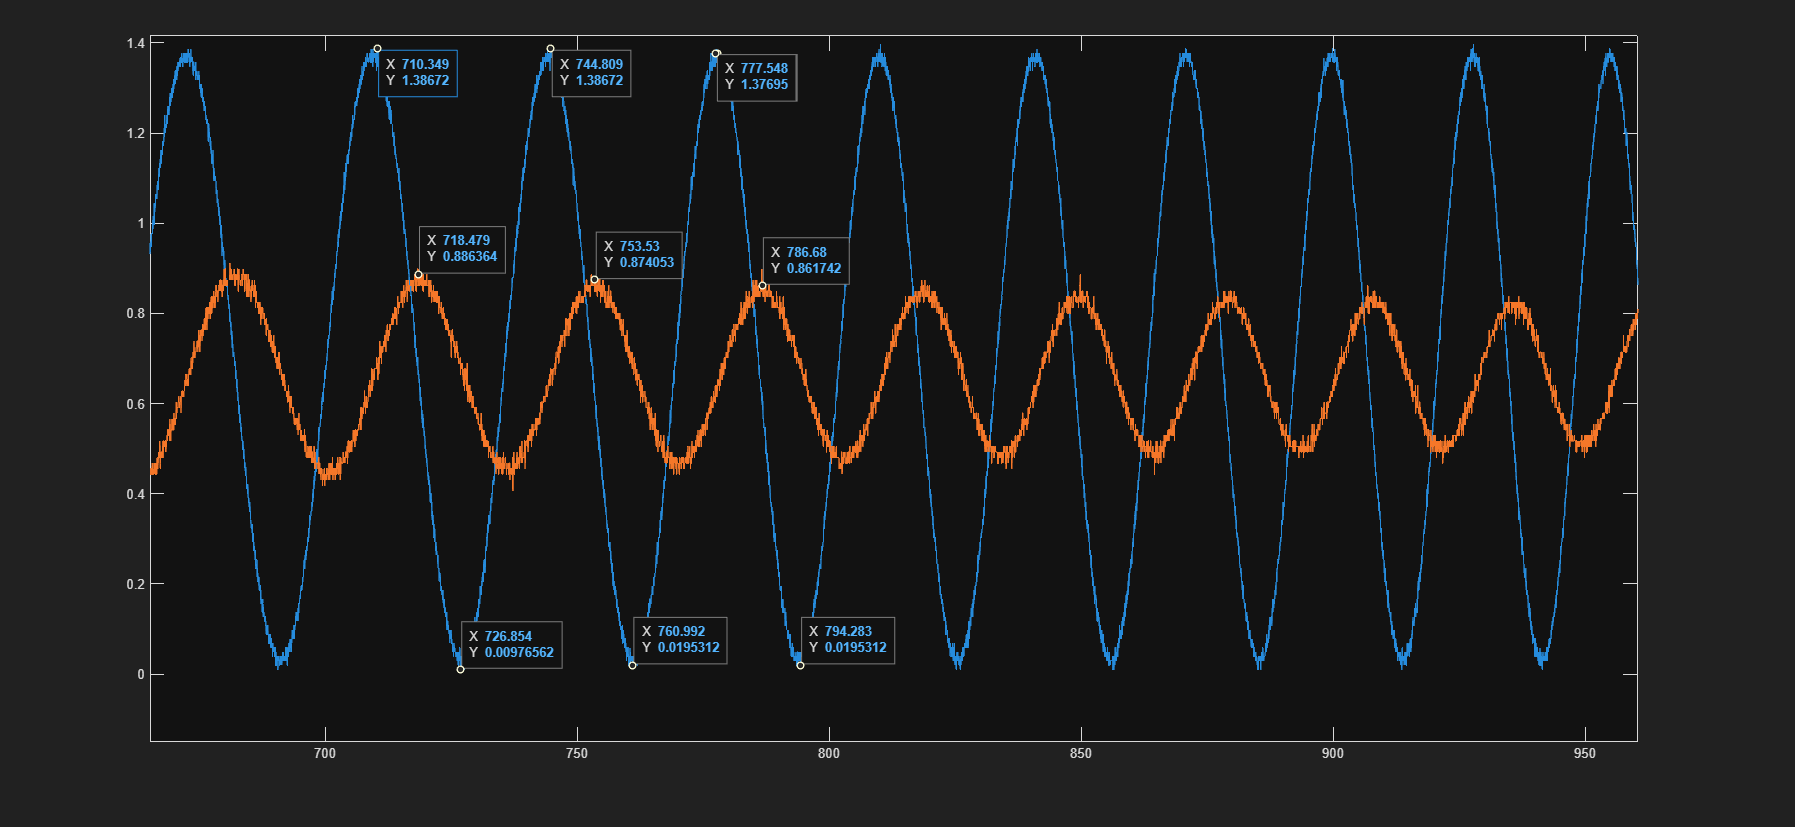 1.4
1.2
1
0.8
0.6
0.4
0.2
0
X 710.349
Y 1.38672
X 744.809
Y 1.38672
X 777.548
Y 1.37695
X 718.479
Y 0.886364
X 753.53
Y 0.874053
X 786.68
Y 0.861742
X 726.854
Y 0.00976562
X 760.992
Y 0.0195312
X 794.283
Y 0.0195312
700
750
800
850
900
950